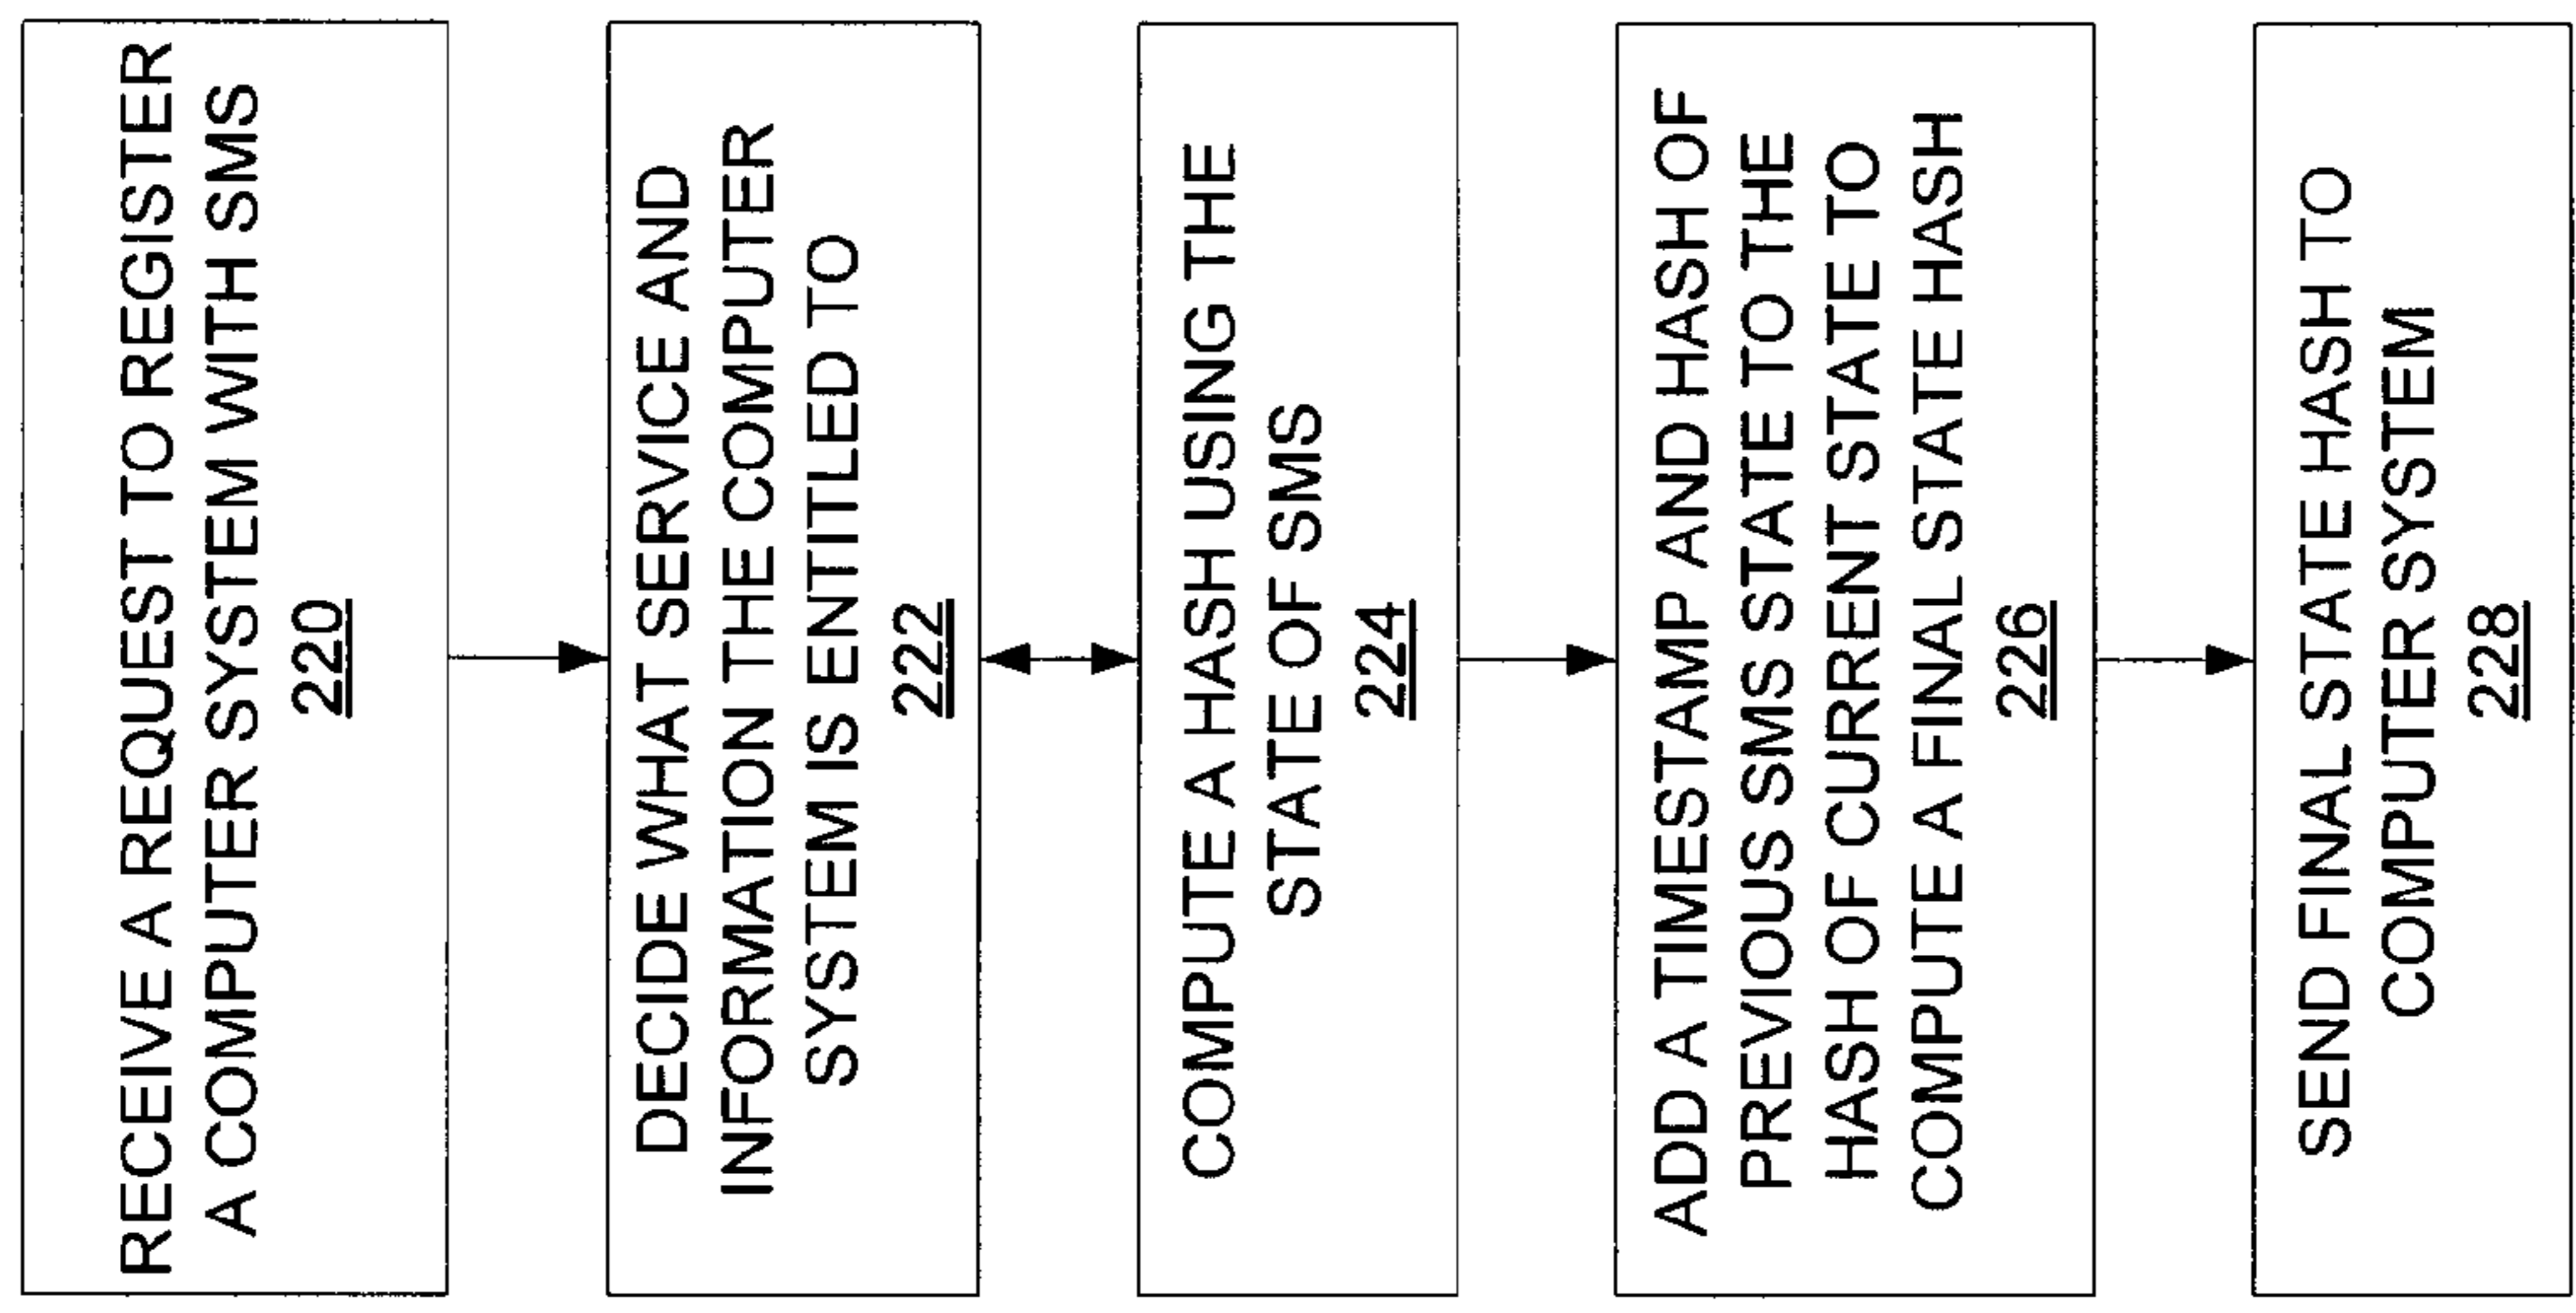 RECEIVE A REQUEST TO REGISTER
A COMPUTER SYSTEM WITH SMS
220
DECIDE WHAT SERVICE AND
INFORMATION THE COMPUTER
SYSTEM IS ENTITLED TO
222
COMPUTE A HASH USING THE
STATE OF SMS
224
ADD A TIMESTAMP AND HASH OF
PREVIOUS SMS STATE TO THE
HASH OF CURRENT STATE TO
COMPUTE A FINAL STATE HASH
226
SEND FINAL STATE HASH TO
COMPUTER SYSTEM
228